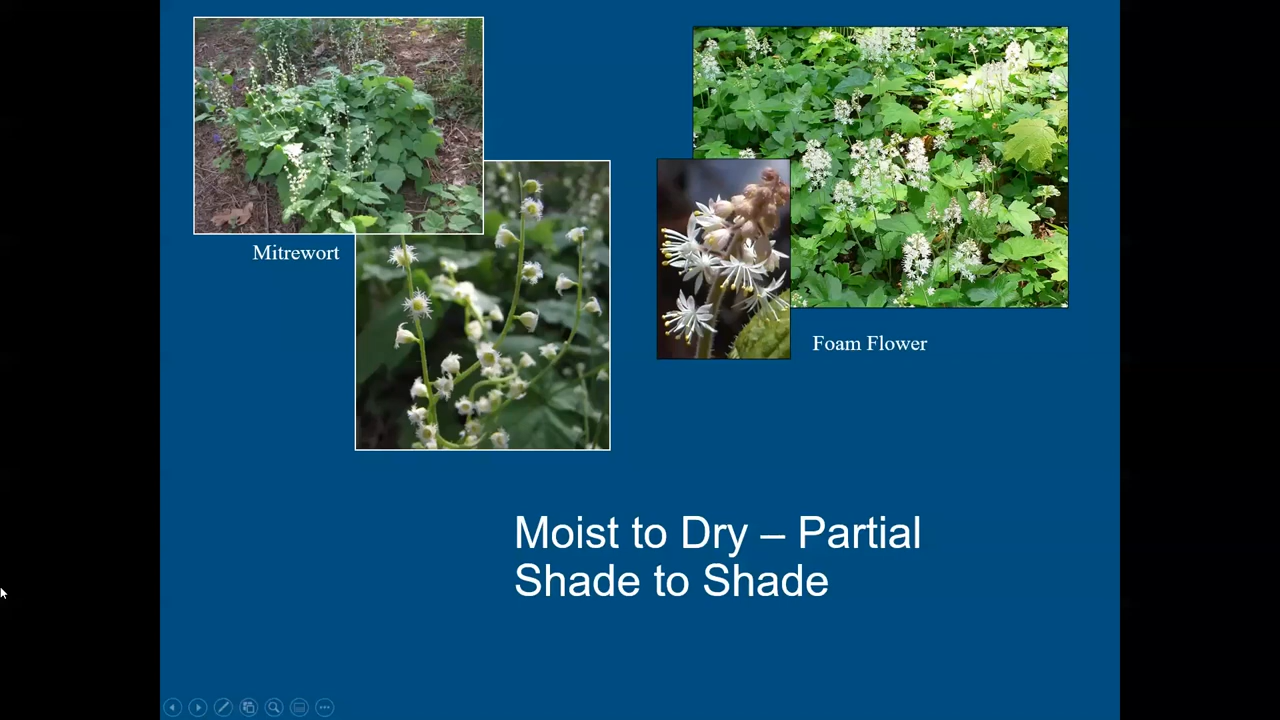 Mitrewort
Foam Flower
Moist to Dry – Partial
Shade to Shade